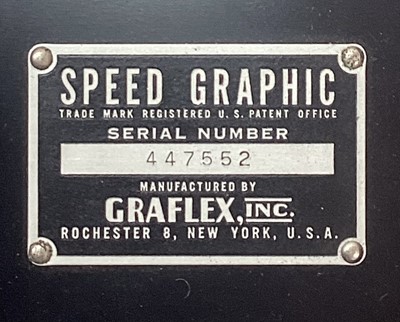 SPEED GRAPHIC
TRADE MARK REGISTERED U.S. PATENT OFFICE
SERIAL NUMBER
447552
MANUFACTURED BY
GRAFLEX, INC.
ROCHESTER 8, NEW YORK, U.S.A.